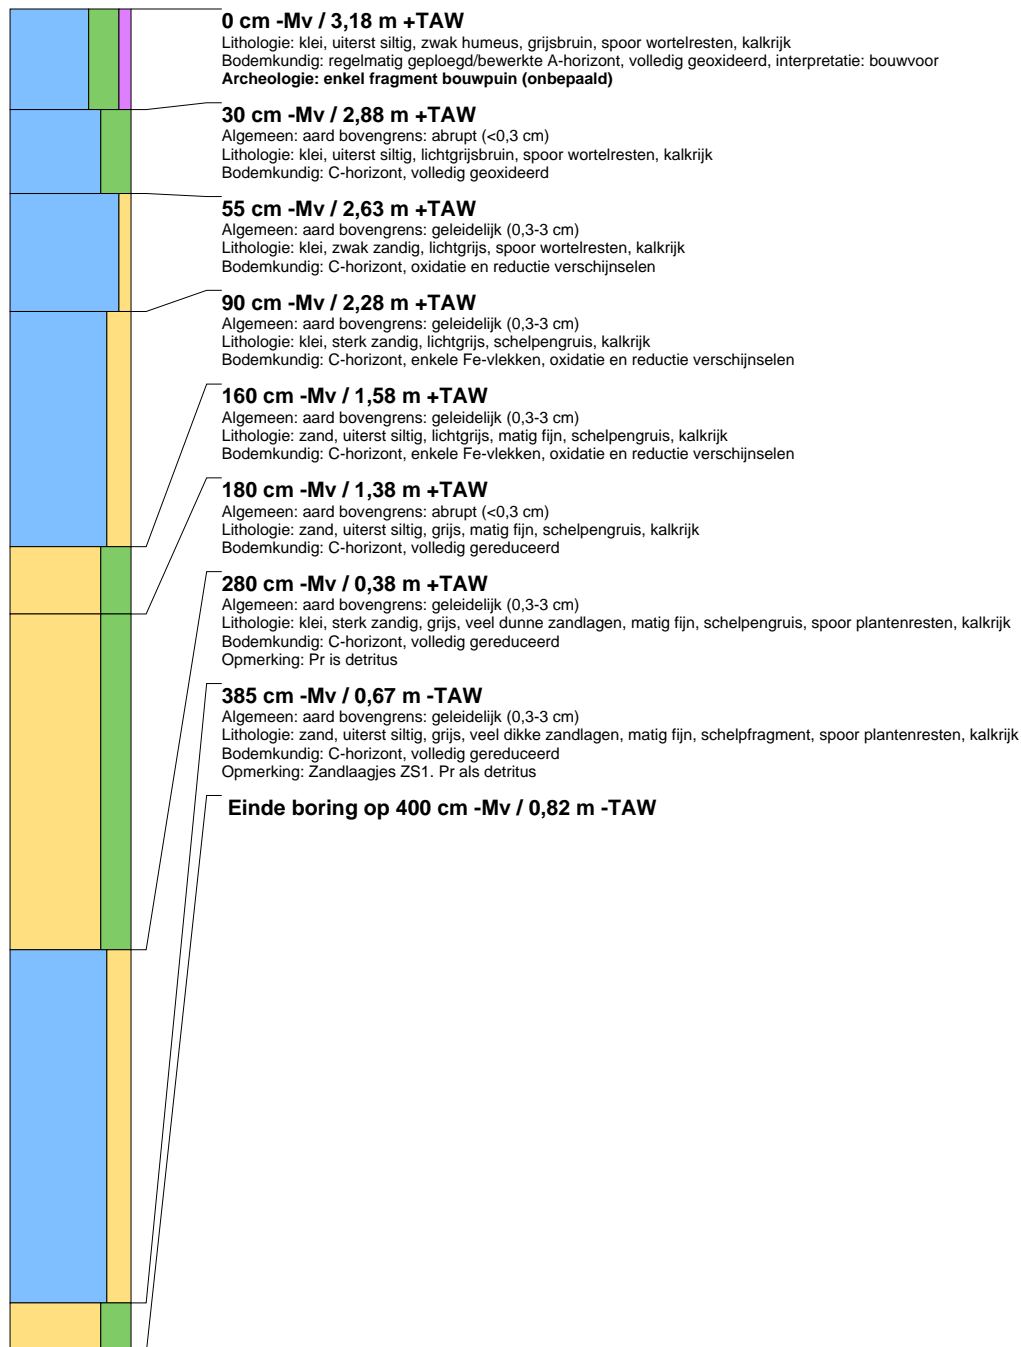 0 cm -Mv / 3,18 m +TAW
Lithologie: klei, uiterst siltig, zwak humeus, grijsbruin, spoor wortelresten, kalkrijk
Bodemkundig: regelmatig geploegd/bewerkte A-horizont, volledig geoxideerd, interpretatie: bouwvoor
Archeologie: enkel fragment bouwpuin (onbepaald)
30 cm -Mv / 2,88 m +TAW
Algemeen: aard bovengrens: abrupt (<0,3 cm)
Lithologie: klei, uiterst siltig, lichtgrijsbruin, spoor wortelresten, kalkrijk
Bodemkundig: C-horizont, volledig geoxideerd
55 cm -Mv / 2,63 m +TAW
Algemeen: aard bovengrens: geleidelijk (0,3-3 cm)
Lithologie: klei, zwak zandig, lichtgrijs, spoor wortelresten, kalkrijk
Bodemkundig: C-horizont, oxidatie en reductie verschijnselen
90 cm -Mv / 2,28 m +TAW
Algemeen: aard bovengrens: geleidelijk (0,3-3 cm)
Lithologie: klei, sterk zandig, lichtgrijs, schelpengruis, kalkrijk
Bodemkundig: C-horizont, enkele Fe-vlekken, oxidatie en reductie verschijnselen
160 cm -Mv / 1,58 m +TAW
Algemeen: aard bovengrens: geleidelijk (0,3-3 cm)
Lithologie: zand, uiterst siltig, lichtgrijs, matig fijn, schelpengruis, kalkrijk
Bodemkundig: C-horizont, enkele Fe-vlekken, oxidatie en reductie verschijnselen
180 cm -Mv / 1,38 m +TAW
Algemeen: aard bovengrens: abrupt (<0,3 cm)
Lithologie: zand, uiterst siltig, grijs, matig fijn, schelpengruis, kalkrijk
Bodemkundig: C-horizont, volledig gereduceerd
280 cm -Mv / 0,38 m +TAW
Algemeen: aard bovengrens: geleidelijk (0,3-3 cm)
Lithologie: klei, sterk zandig, grijs, veel dunne zandlagen, matig fijn, schelpengruis, spoor plantenresten, kalkrijk
Bodemkundig: C-horizont, volledig gereduceerd
Opmerking: Pr is detritus
385 cm -Mv / 0,67 m -TAW
Algemeen: aard bovengrens: geleidelijk (0,3-3 cm)
Lithologie: zand, uiterst siltig, grijs, veel dikke zandlagen, matig fijn, schelpfragment, spoor plantenresten, kalkrijk
Bodemkundig: C-horizont, volledig gereduceerd
Opmerking: Zandlaagjes ZS1. Pr als detritus
Einde boring op 400 cm -Mv / 0,82 m -TAW